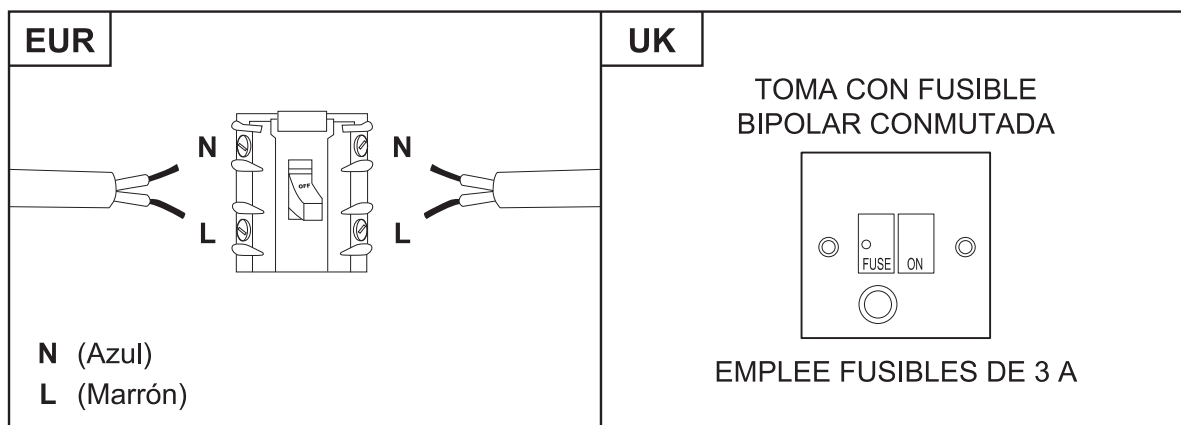 EUR
N
N
OFF
L
L
N (Azul)
L (Marrón)
UK
TOMA CON FUSIBLE
BIPOLAR CONMUTADA
FUSE ON
EMPLEE FUSIBLES DE 3 A